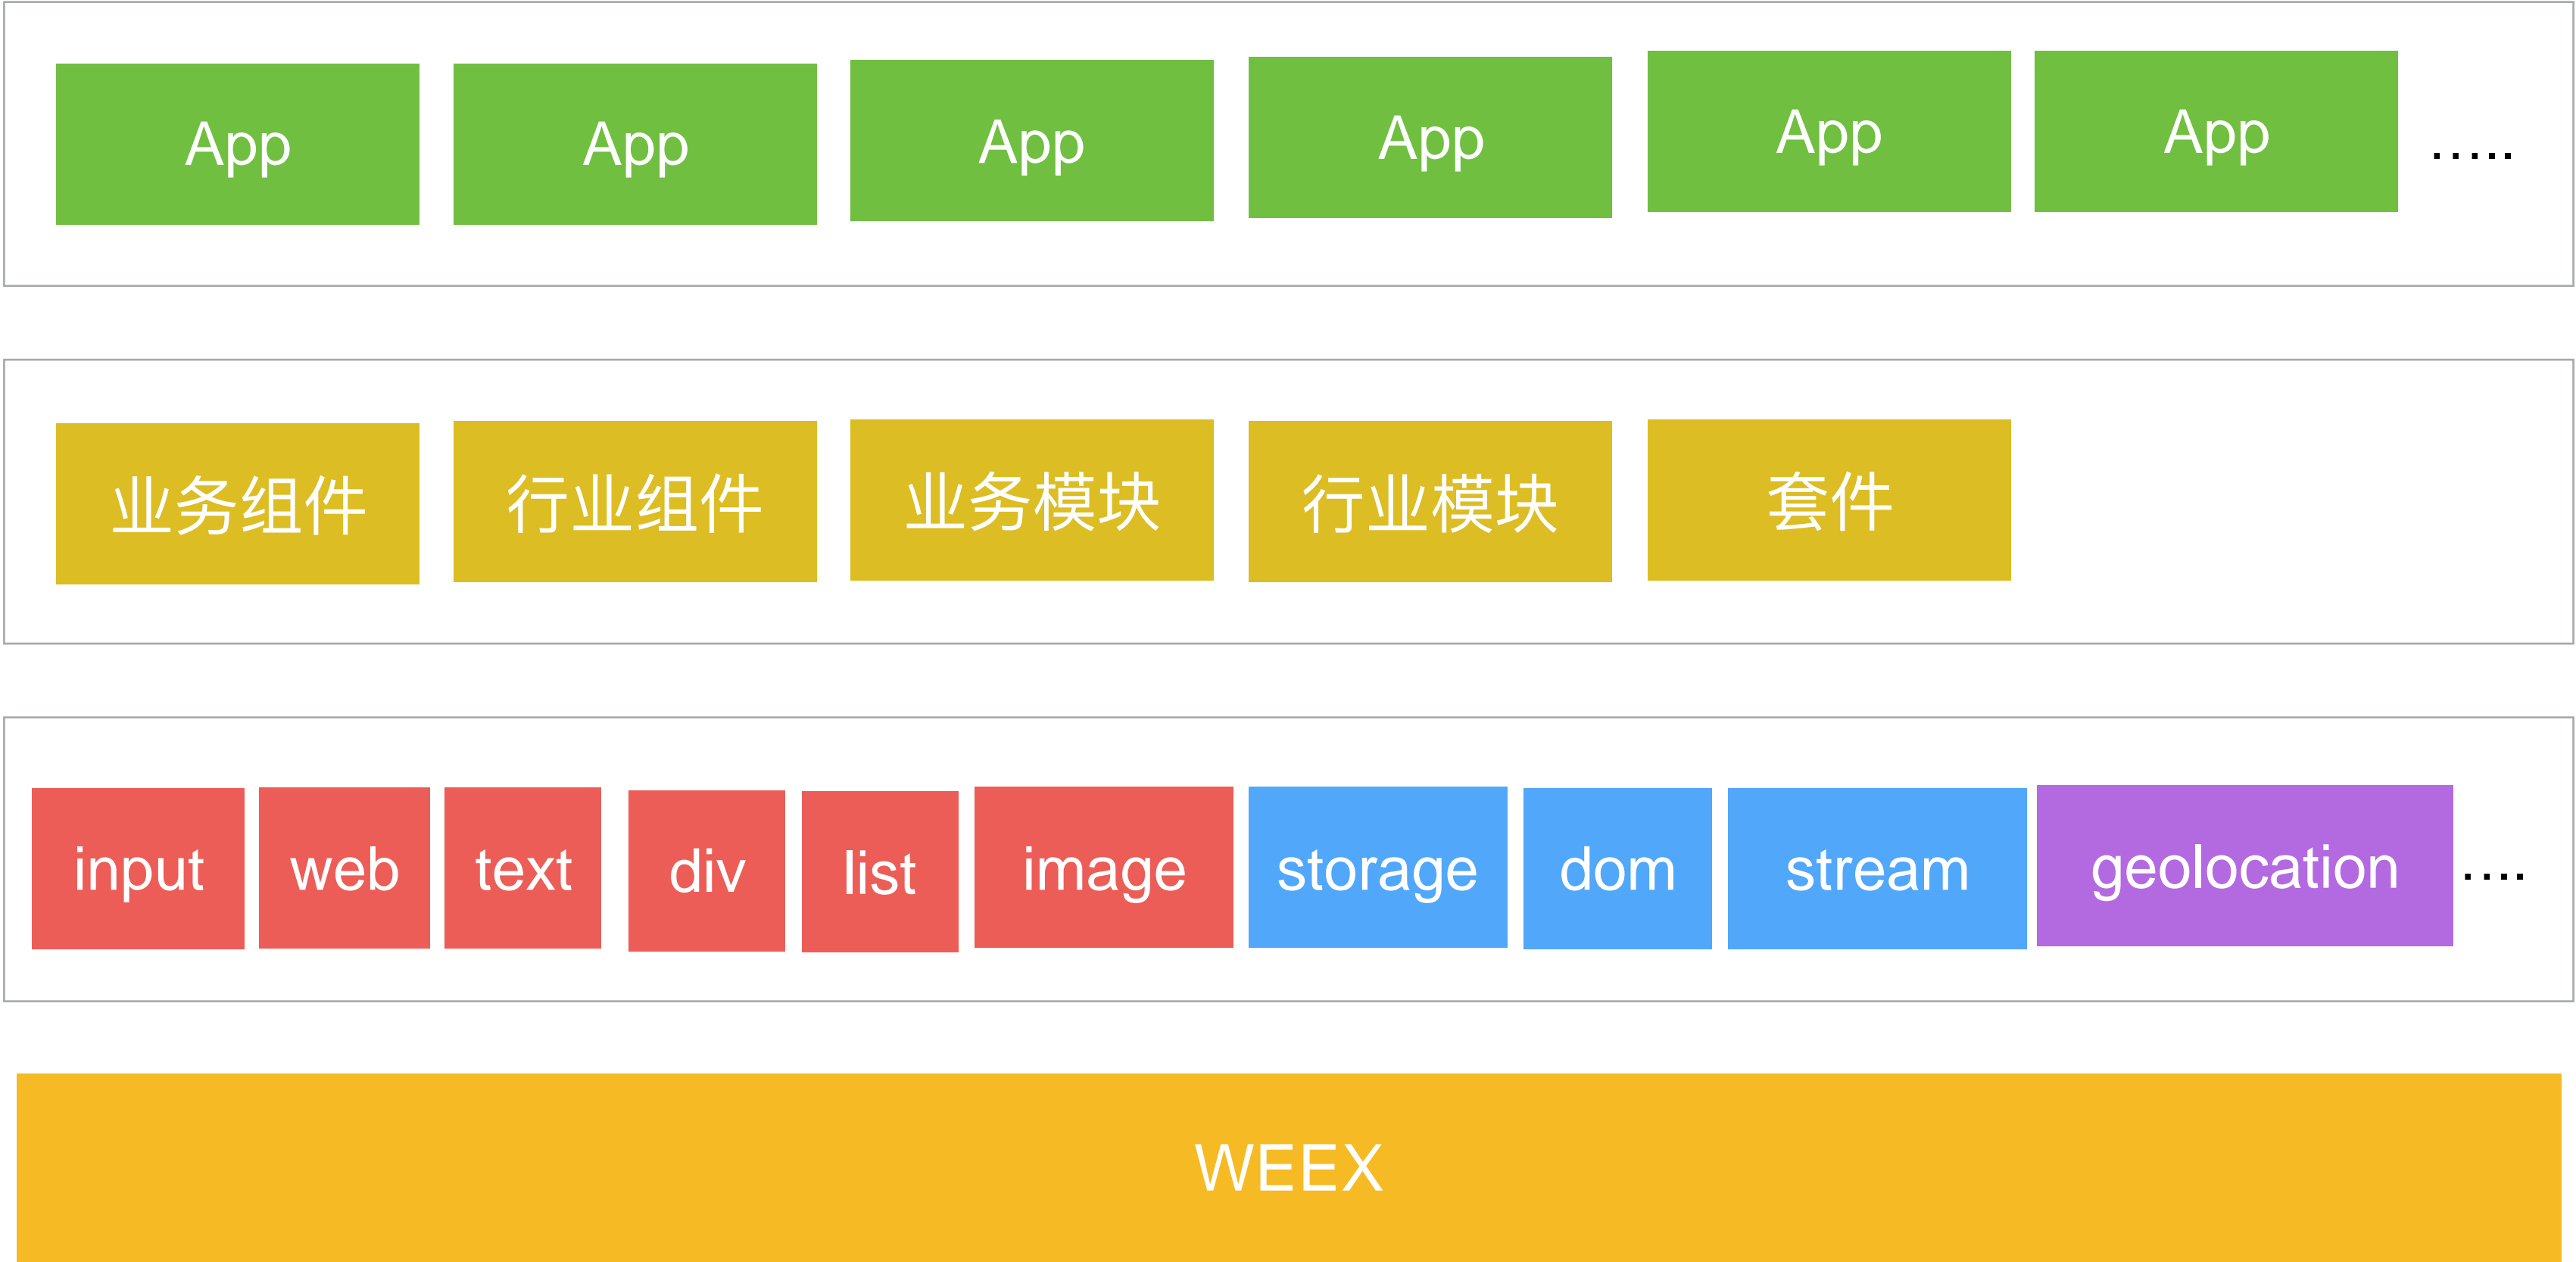 App App App App App App .....
业务组件 行业组件 业务模块 行业模块 套件
input web text div list image storage dom stream geolocation ....
WEEX